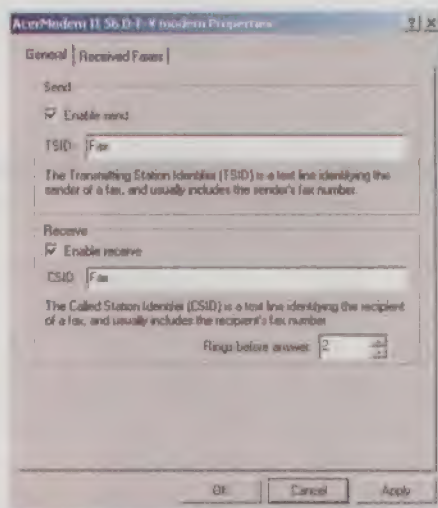 AcerModem 11 56 D-F-V modem Properties
General Received Faxes
Send
Enable send
TSID: Fax
The Transmitting Station Identifier (TSID) is a text line identifying the
sender of a fax, and usually includes the sender's fax number.
Receive
Enable receive
CSID: Fax
The Called Station Identifier (CSID) is a text line identifying the recipient
of a fax, and usually includes the recipient's fax number
Rings before answer: 2
OK Cancel Apply